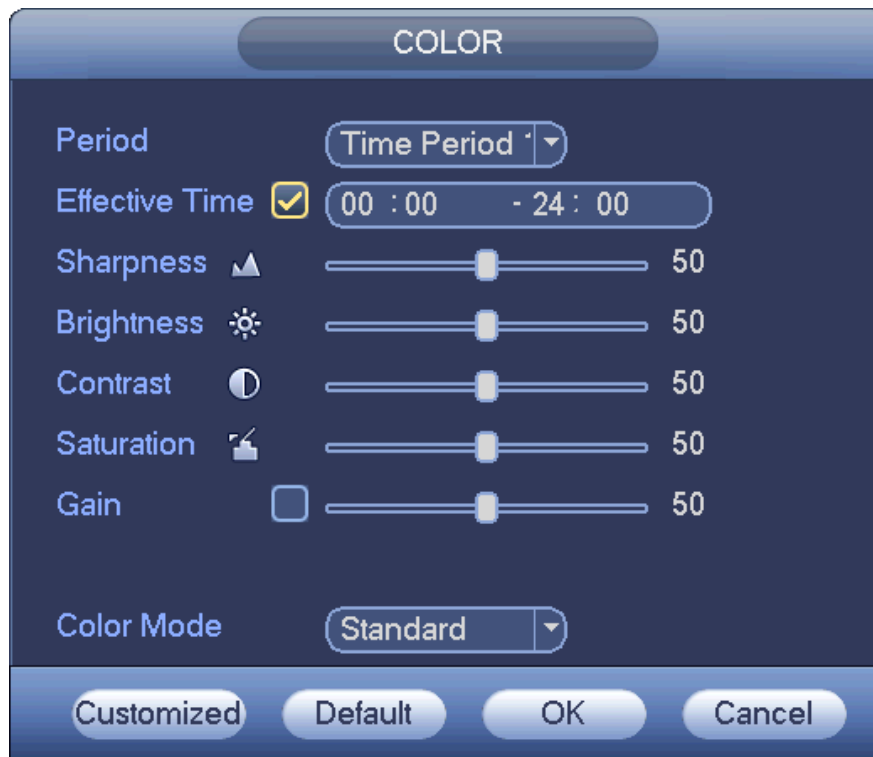 COLOR
Period Time Period
Effective Time 00 : 00 - 24 : 00
Sharpness 50
Brightness 50
Contrast 50
Saturation 50
Gain 50
Color Mode Standard
Customized Default OK Cancel